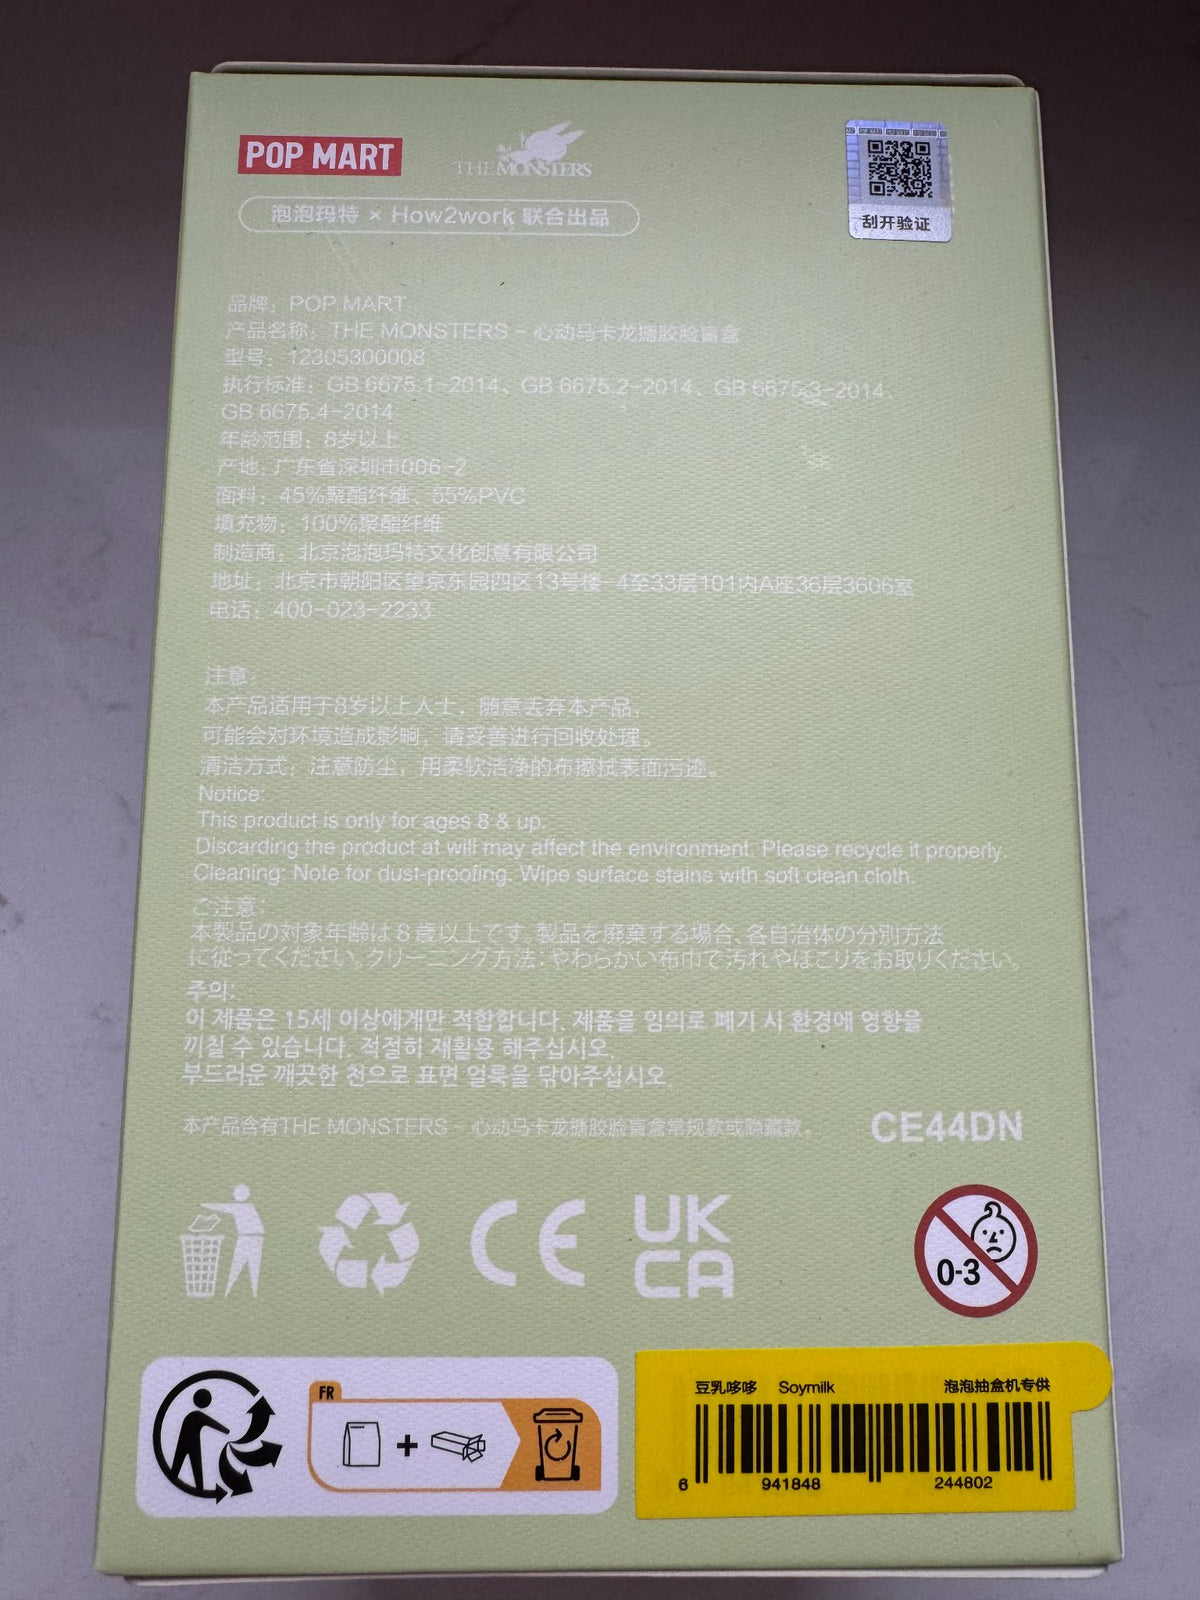 POP MART
THE MONSTERS
泡泡玛特 × How2work 联合出品
刮开验证
品牌：POP MART
产品名称：THE MONSTERS - 心动马卡龙搪胶脸盲盒
型号：12305300008
执行标准：GB 6675.1-2014、GB 6675.2-2014、GB 6675.3-2014、
GB 6675.4-2014
年龄范围：8岁以上
产地：广东省深圳市006-2
面料：45%聚酯纤维、55%PVC
填充物：100%聚酯纤维
制造商：北京泡泡玛特文化创意有限公司
地址：北京市朝阳区望京东园四区13号楼-4至33层101内A座36层3606室
电话：400-023-2233
注意：
本产品适用于8岁以上人士，随意丢弃本产品，
可能会对环境造成影响，请妥善进行回收处理。
清洁方式：注意防尘，用柔软洁净的布擦拭表面污迹。
Notice:
This product is only for ages 8 & up.
Discarding the product at will may affect the environment. Please recycle it properly.
Cleaning: Note for dust-proofing. Wipe surface stains with soft clean cloth.
ご注意：
本製品の対象年齢は８歳以上です。製品を廃棄する場合、各自治体の分別方法
に従ってください。クリーニング方法：やわらかい布巾で汚れやほこりをお取りください。
주의:
이 제품은 15세 이상에게만 적합합니다. 제품을 임의로 폐기 시 환경에 영향을
끼칠 수 있습니다. 적절히 재활용 해주십시오.
부드러운 깨끗한 천으로 표면 얼룩을 닦아주십시오.
本产品含有THE MONSTERS - 心动马卡龙搪胶脸盲盒常规款或隐藏款。
CE44DN
CE
UK
CA
0-3
FR
豆乳哆哆 Soymilk 泡泡抽盒机专供
6 941848 244802